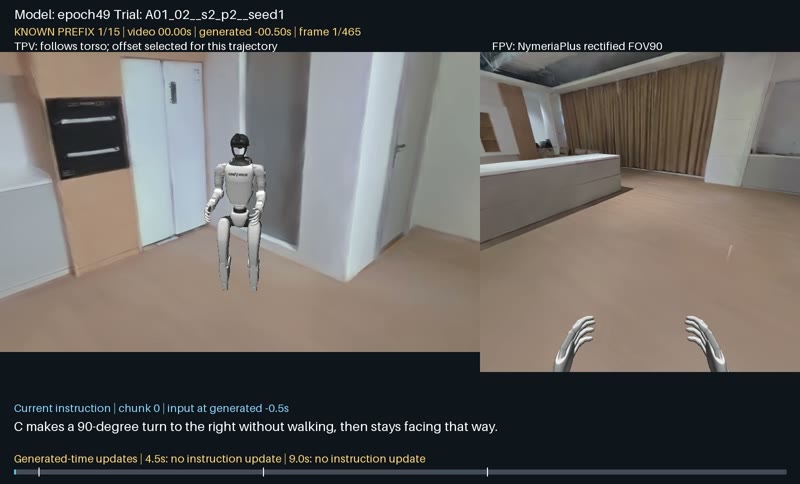 Model: epoch49 Trial: A01_02__s2_p2__seed1
KNOWN PREFIX 1/15 | video 00.00s | generated -00.50s | frame 1/465
TPV: follows torso; offset selected for this trajectory
FPV: NymeriaPlus rectified FOV90
Current instruction | chunk 0 | input at generated -0.5s
C makes a 90-degree turn to the right without walking, then stays facing that way.
Generated-time updates | 4.5s: no instruction update | 9.0s: no instruction update